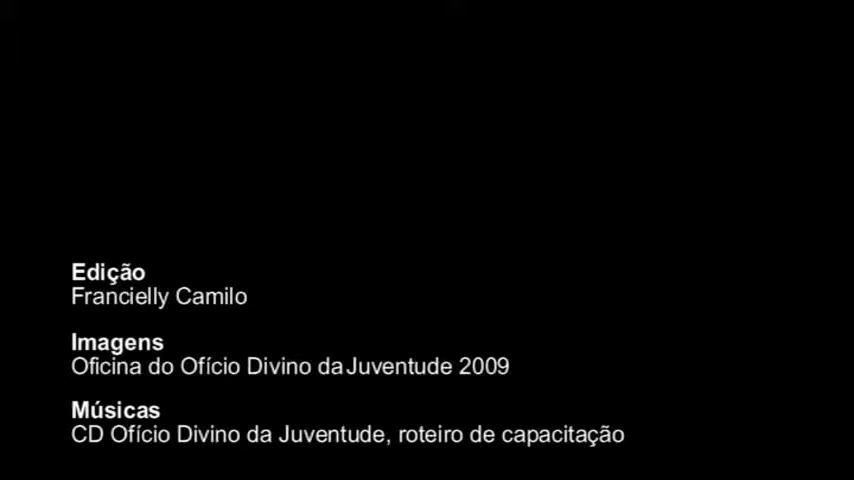 Edição
Francielly Camilo
Imagens
Oficina do Ofício Divino da Juventude 2009
Músicas
CD Ofício Divino da Juventude, roteiro de capacitação